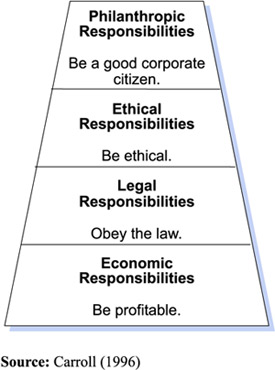 Philanthropic
Responsibilities
Be a good corporate
citizen.
Ethical
Responsibilities
Be ethical.
Legal
Responsibilities
Obey the law.
Economic
Responsibilities
Be profitable.
Source: Carroll (1996)